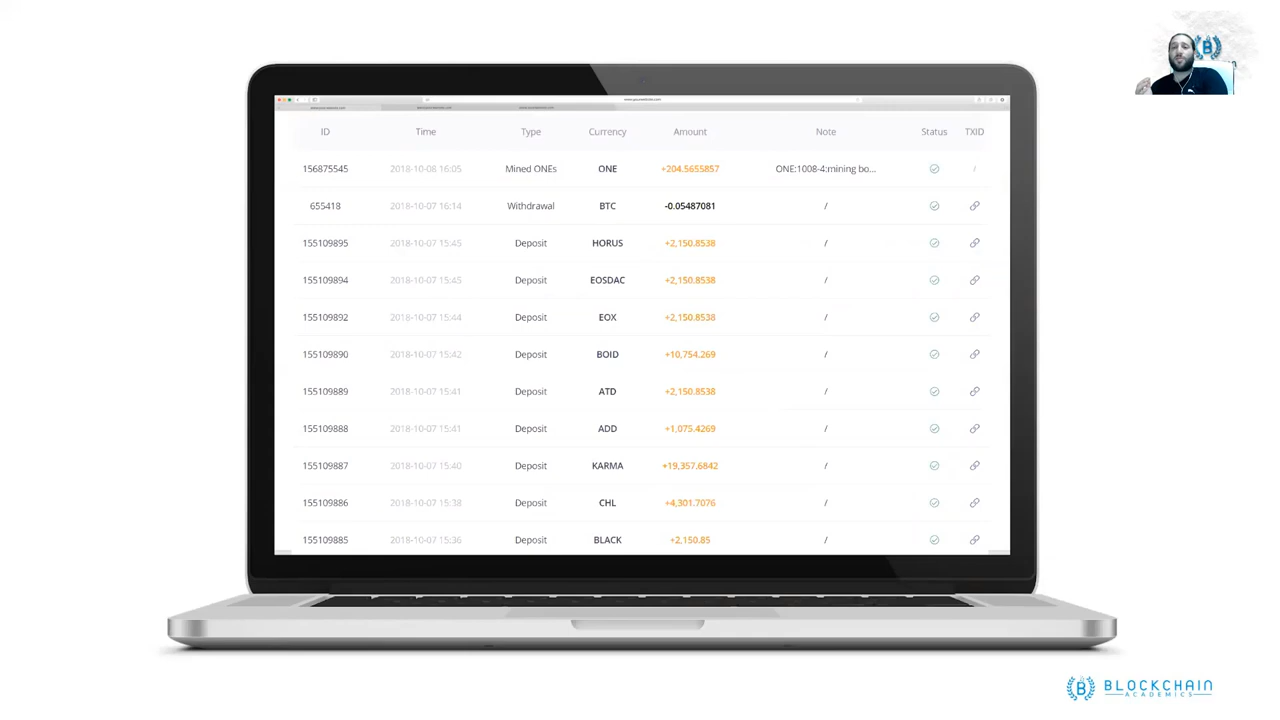 ID Time Type Currency Amount Note Status TXID
156875545 2018-10-08 16:05 Mined ONEs ONE +204.5655857 ONE:1008-4:mining bo... /
655418 2018-10-07 16:14 Withdrawal BTC -0.05487081 /
155109895 2018-10-07 15:45 Deposit HORUS +2,150.8538 /
155109894 2018-10-07 15:45 Deposit EOSDAC +2,150.8538 /
155109892 2018-10-07 15:44 Deposit EOX +2,150.8538 /
155109890 2018-10-07 15:42 Deposit BOID +10,754.269 /
155109889 2018-10-07 15:41 Deposit ATD +2,150.8538 /
155109888 2018-10-07 15:41 Deposit ADD +1,075.4269 /
155109887 2018-10-07 15:40 Deposit KARMA +19,357.6842 /
155109886 2018-10-07 15:38 Deposit CHL +4,301.7076 /
155109885 2018-10-07 15:36 Deposit BLACK +2,150.85 /
B BLOCKCHAIN
ACADEMICS